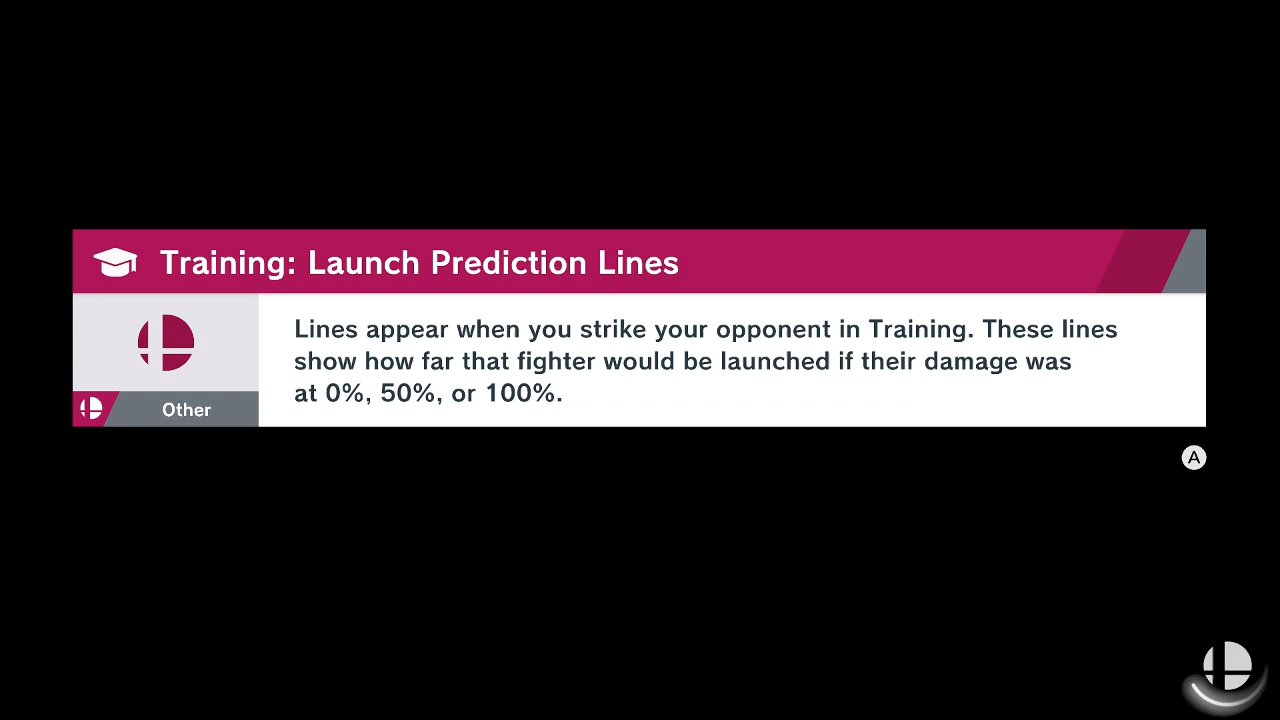 Training: Launch Prediction Lines
Lines appear when you strike your opponent in Training. These lines
show how far that fighter would be launched if their damage was
at 0%, 50%, or 100%.
Other
A